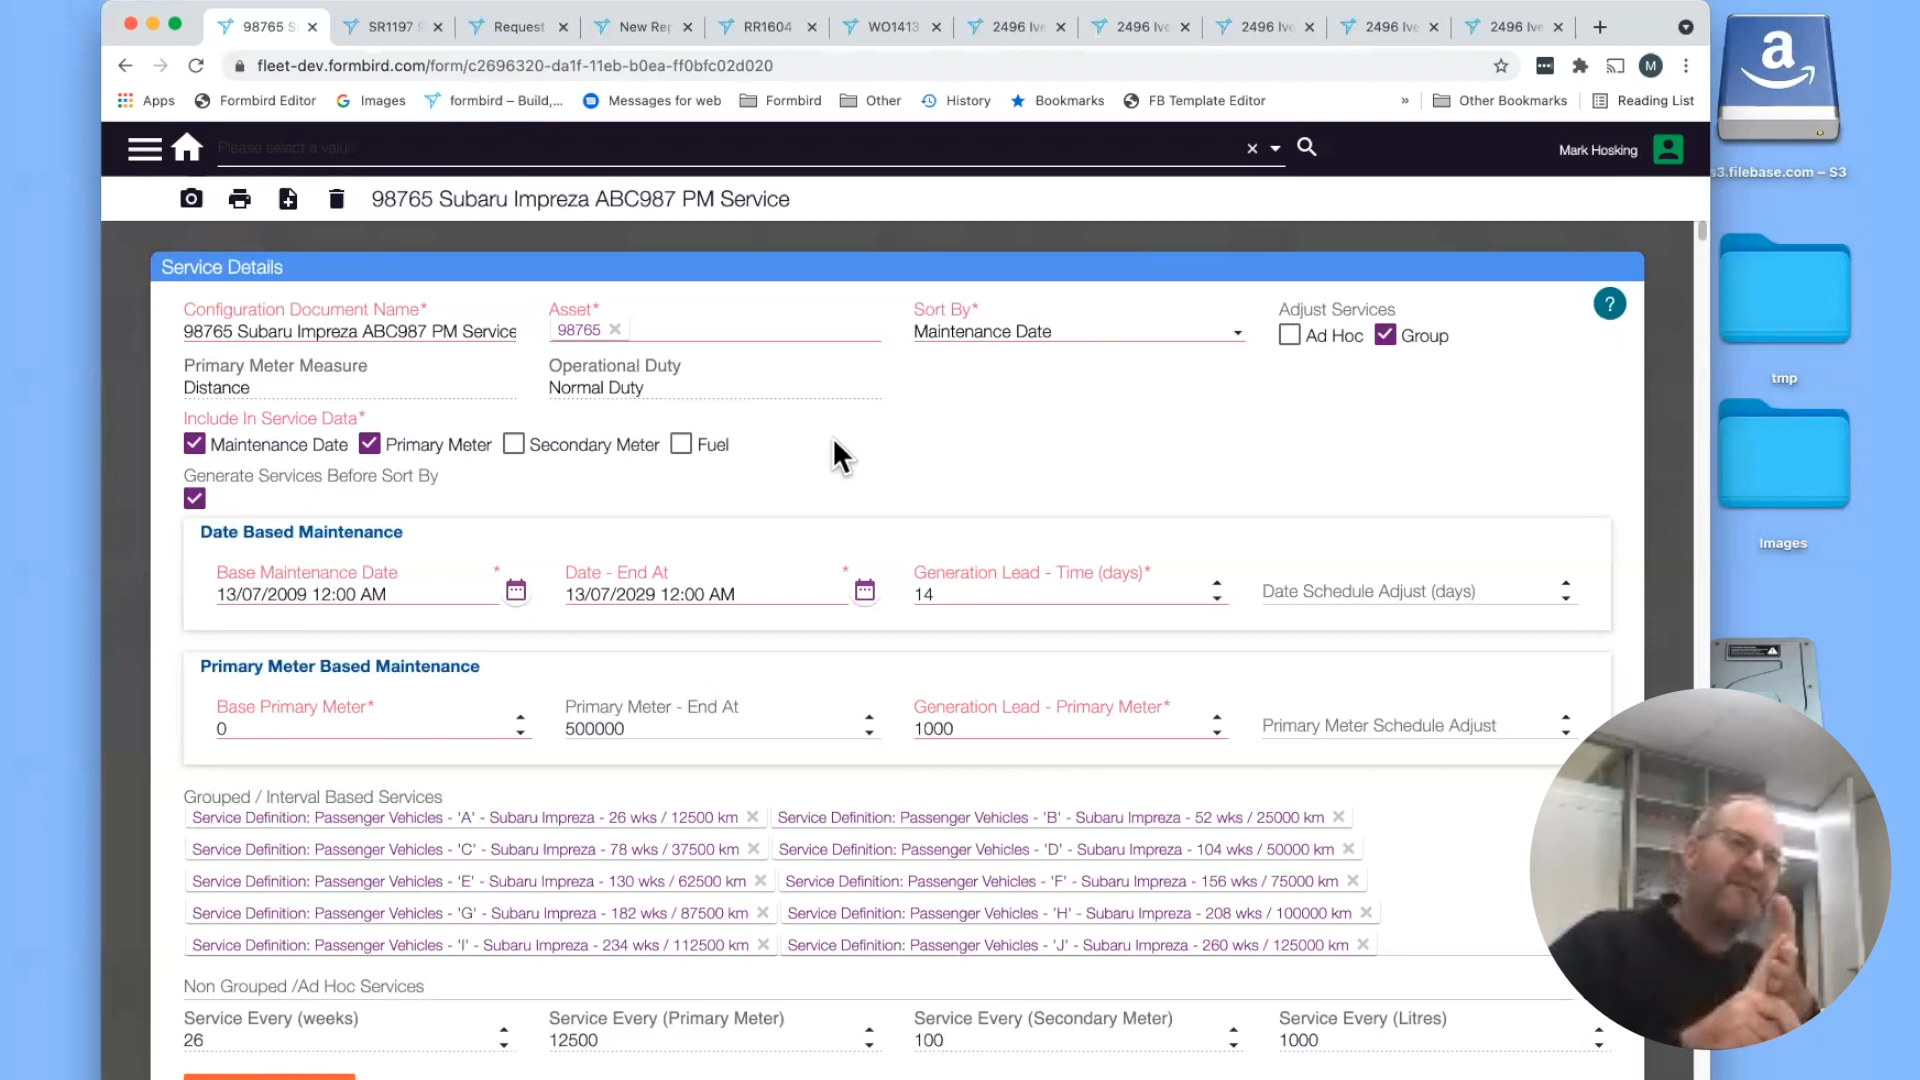 98765 S
SR1197
Request
New Rep
RR1604
WO1413
2496 Ive
2496 Ive
2496 Ive
2496 Ive
2496 Ive
fleet-dev.formbird.com/form/c2696320-da1f-11eb-b0ea-ff0bfc02d020
M
Apps
Formbird Editor
Images
formbird – Build,...
Messages for web
Formbird
Other
History
Bookmarks
FB Template Editor
»
Other Bookmarks
Reading List
Please select a value
Mark Hosking
98765 Subaru Impreza ABC987 PM Service
Service Details
?
Configuration Document Name*
98765 Subaru Impreza ABC987 PM Service
Asset*
98765
Sort By*
Maintenance Date
Adjust Services
Ad Hoc
Group
Primary Meter Measure
Distance
Operational Duty
Normal Duty
Include In Service Data*
Maintenance Date
Primary Meter
Secondary Meter
Fuel
Generate Services Before Sort By
Date Based Maintenance
Base Maintenance Date *
13/07/2009 12:00 AM
Date - End At *
13/07/2029 12:00 AM
Generation Lead - Time (days)*
14
Date Schedule Adjust (days)
Primary Meter Based Maintenance
Base Primary Meter*
0
Primary Meter - End At
500000
Generation Lead - Primary Meter*
1000
Primary Meter Schedule Adjust
Grouped / Interval Based Services
Service Definition: Passenger Vehicles - 'A' - Subaru Impreza - 26 wks / 12500 km
Service Definition: Passenger Vehicles - 'B' - Subaru Impreza - 52 wks / 25000 km
Service Definition: Passenger Vehicles - 'C' - Subaru Impreza - 78 wks / 37500 km
Service Definition: Passenger Vehicles - 'D' - Subaru Impreza - 104 wks / 50000 km
Service Definition: Passenger Vehicles - 'E' - Subaru Impreza - 130 wks / 62500 km
Service Definition: Passenger Vehicles - 'F' - Subaru Impreza - 156 wks / 75000 km
Service Definition: Passenger Vehicles - 'G' - Subaru Impreza - 182 wks / 87500 km
Service Definition: Passenger Vehicles - 'H' - Subaru Impreza - 208 wks / 100000 km
Service Definition: Passenger Vehicles - 'I' - Subaru Impreza - 234 wks / 112500 km
Service Definition: Passenger Vehicles - 'J' - Subaru Impreza - 260 wks / 125000 km
Non Grouped /Ad Hoc Services
Service Every (weeks)
26
Service Every (Primary Meter)
12500
Service Every (Secondary Meter)
100
Service Every (Litres)
1000
a
s3.filebase.com – S3
tmp
Images